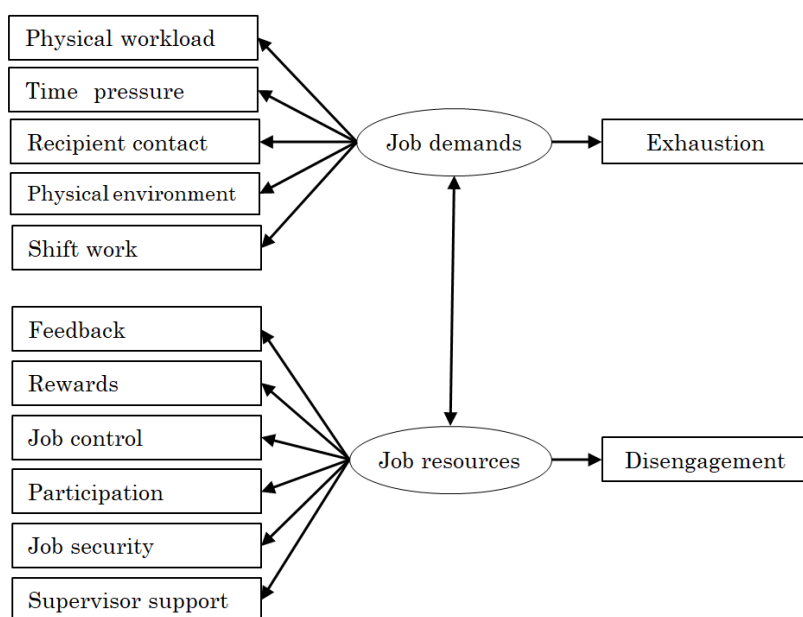 Physical workload
Time pressure
Recipient contact
Physical environment
Shift work
Job demands
Exhaustion
Feedback
Rewards
Job control
Participation
Job security
Supervisor support
Job resources
Disengagement